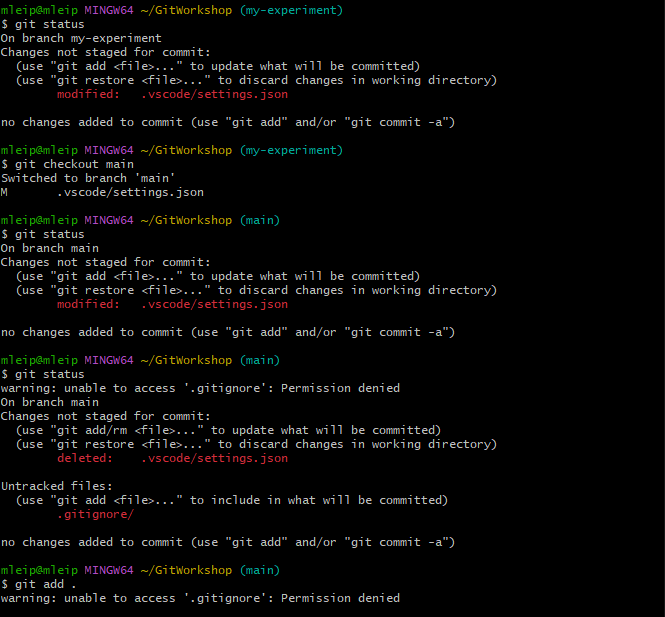 mleip@mleip MINGW64 ~/GitWorkshop (my-experiment)
$ git status
On branch my-experiment
Changes not staged for commit:
  (use "git add <file>..." to update what will be committed)
  (use "git restore <file>..." to discard changes in working directory)
        modified:   .vscode/settings.json

no changes added to commit (use "git add" and/or "git commit -a")

mleip@mleip MINGW64 ~/GitWorkshop (my-experiment)
$ git checkout main
Switched to branch 'main'
M       .vscode/settings.json

mleip@mleip MINGW64 ~/GitWorkshop (main)
$ git status
On branch main
Changes not staged for commit:
  (use "git add <file>..." to update what will be committed)
  (use "git restore <file>..." to discard changes in working directory)
        modified:   .vscode/settings.json

no changes added to commit (use "git add" and/or "git commit -a")

mleip@mleip MINGW64 ~/GitWorkshop (main)
$ git status
warning: unable to access '.gitignore': Permission denied
On branch main
Changes not staged for commit:
  (use "git add/rm <file>..." to update what will be committed)
  (use "git restore <file>..." to discard changes in working directory)
        deleted:    .vscode/settings.json

Untracked files:
  (use "git add <file>..." to include in what will be committed)
        .gitignore/

no changes added to commit (use "git add" and/or "git commit -a")

mleip@mleip MINGW64 ~/GitWorkshop (main)
$ git add .
warning: unable to access '.gitignore': Permission denied